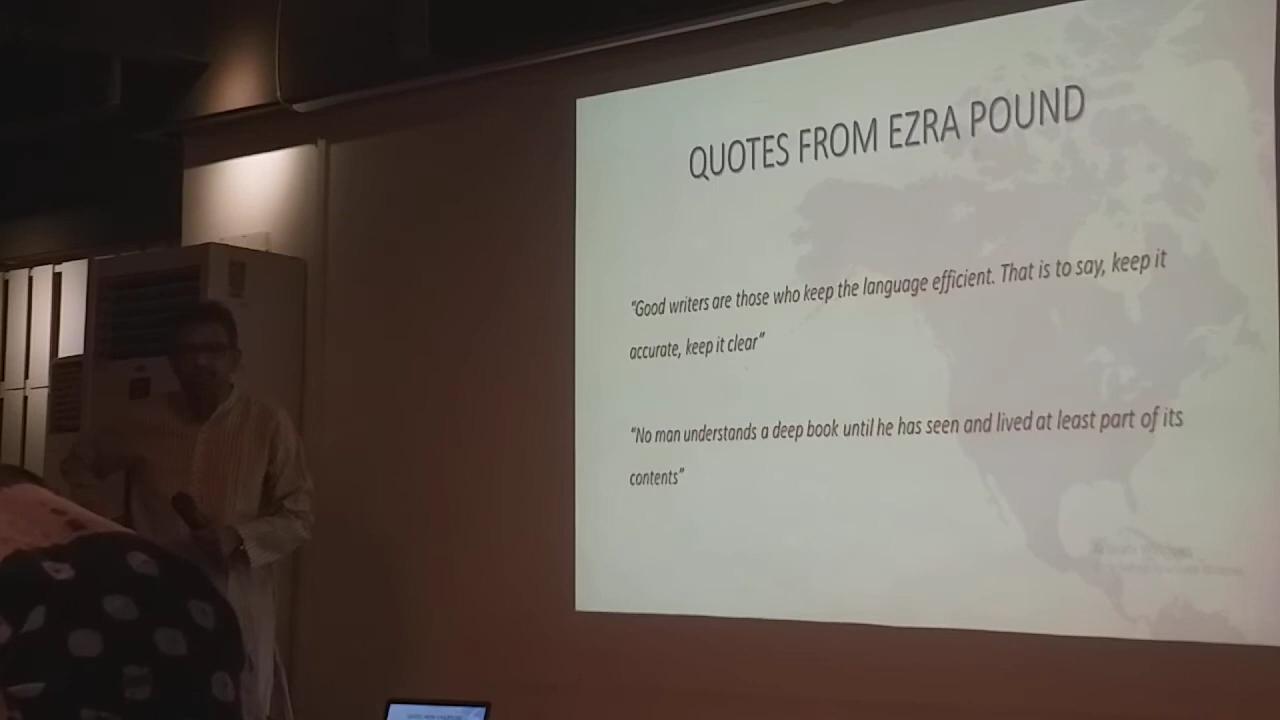 QUOTES FROM EZRA POUND
“Good writers are those who keep the language efficient. That is to say, keep it
accurate, keep it clear”
“No man understands a deep book until he has seen and lived at least part of its
contents”